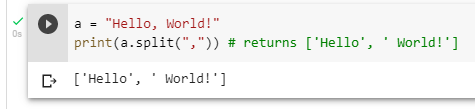 a = "Hello, World!"
0s
print(a.split(",")) # returns ['Hello', ' World!']
['Hello', ' World!']